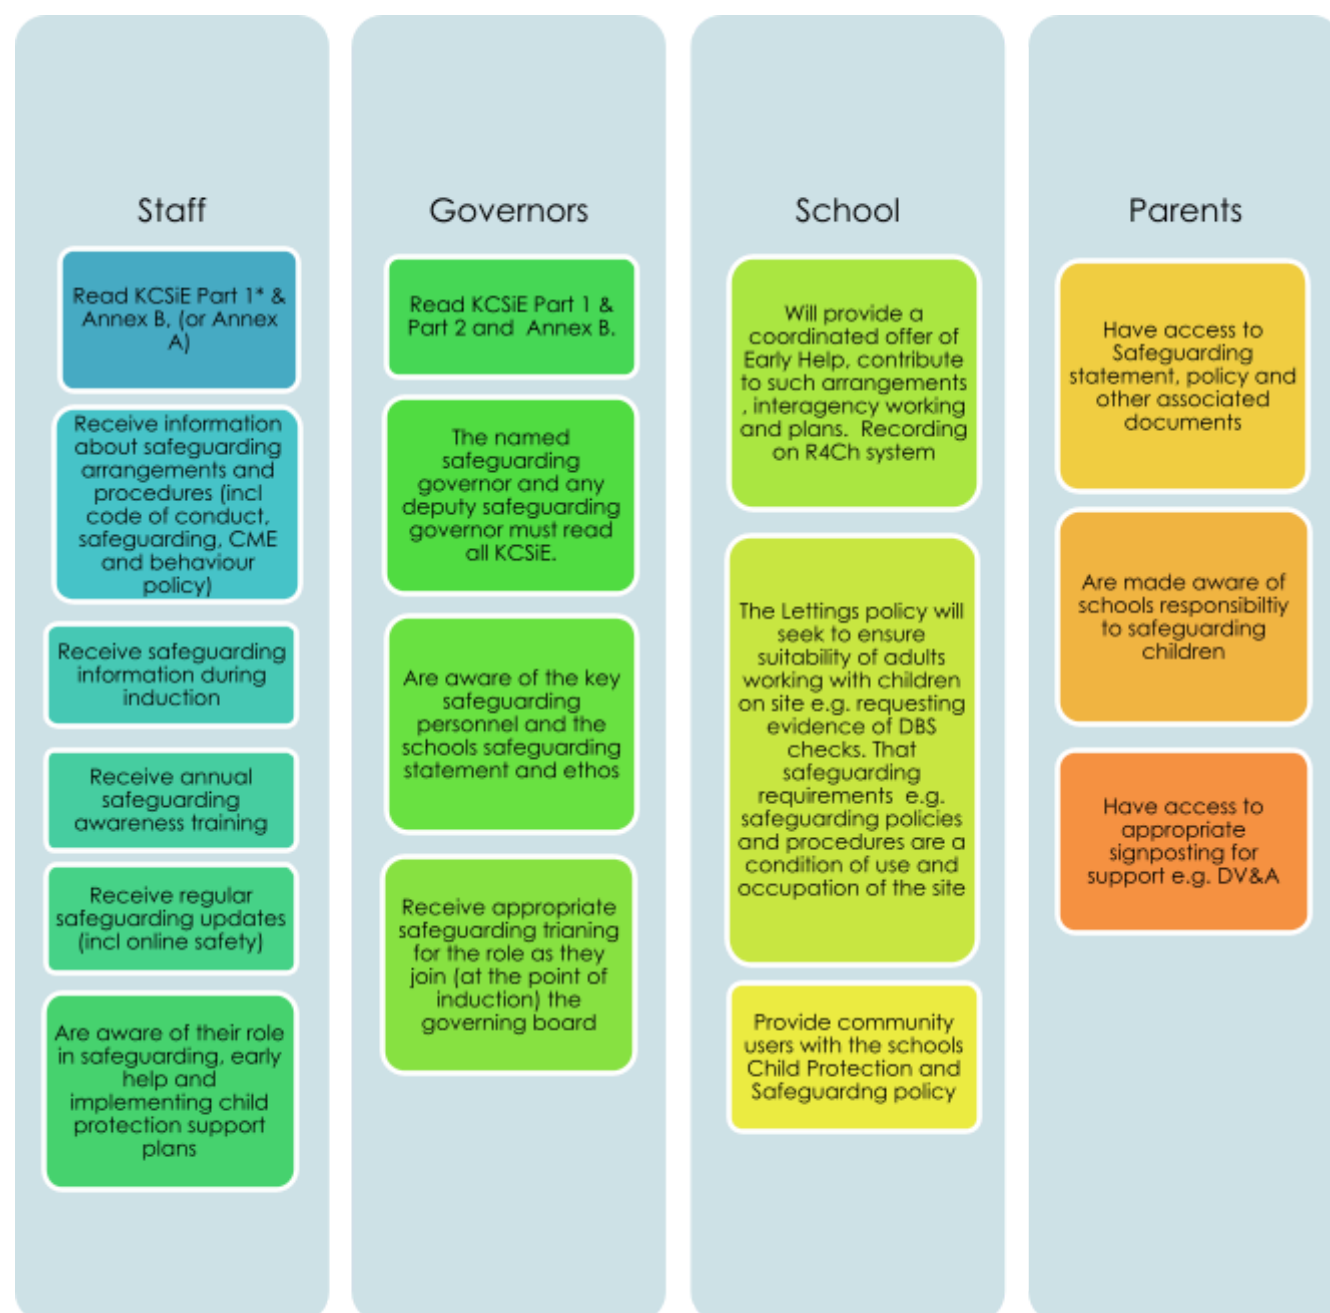 Staff
Read KCSiE Part 1* &
Annex B, (or Annex
A)
Receive information
about safeguarding
arrangements and
procedures (incl
code of conduct,
safeguarding, CME
and behaviour
policy)
Receive safeguarding
information during
induction
Receive annual
safeguarding
awareness training
Receive regular
safeguarding updates
(incl online safety)
Are aware of their role
in safeguarding, early
help and
implementing child
protection support
plans
Governors
Read KCSiE Part 1 &
Part 2 and Annex B.
The named
safeguarding
governor and any
deputy safeguarding
governor must read
all KCSiE.
Are aware of the key
safeguarding
personnel and the
schools safeguarding
statement and ethos
Receive appropriate
safeguarding trianing
for the role as they
join (at the point of
induction) the
governing board
School
Will provide a
coordinated offer of
Early Help, contribute
to such arrangements
, interagency working
and plans. Recording
on R4Ch system
The Lettings policy will
seek to ensure
suitability of adults
working with children
on site e.g. requesting
evidence of DBS
checks. That
safeguarding
requirements e.g.
safeguarding policies
and procedures are a
condition of use and
occupation of the site
Provide community
users with the schools
Child Protection and
Safeguardng policy
Parents
Have access to
Safeguarding
statement, policy and
other associated
documents
Are made aware of
schools responsibiltiy
to safeguarding
children
Have access to
appropriate
signposting for
support e.g. DV&A